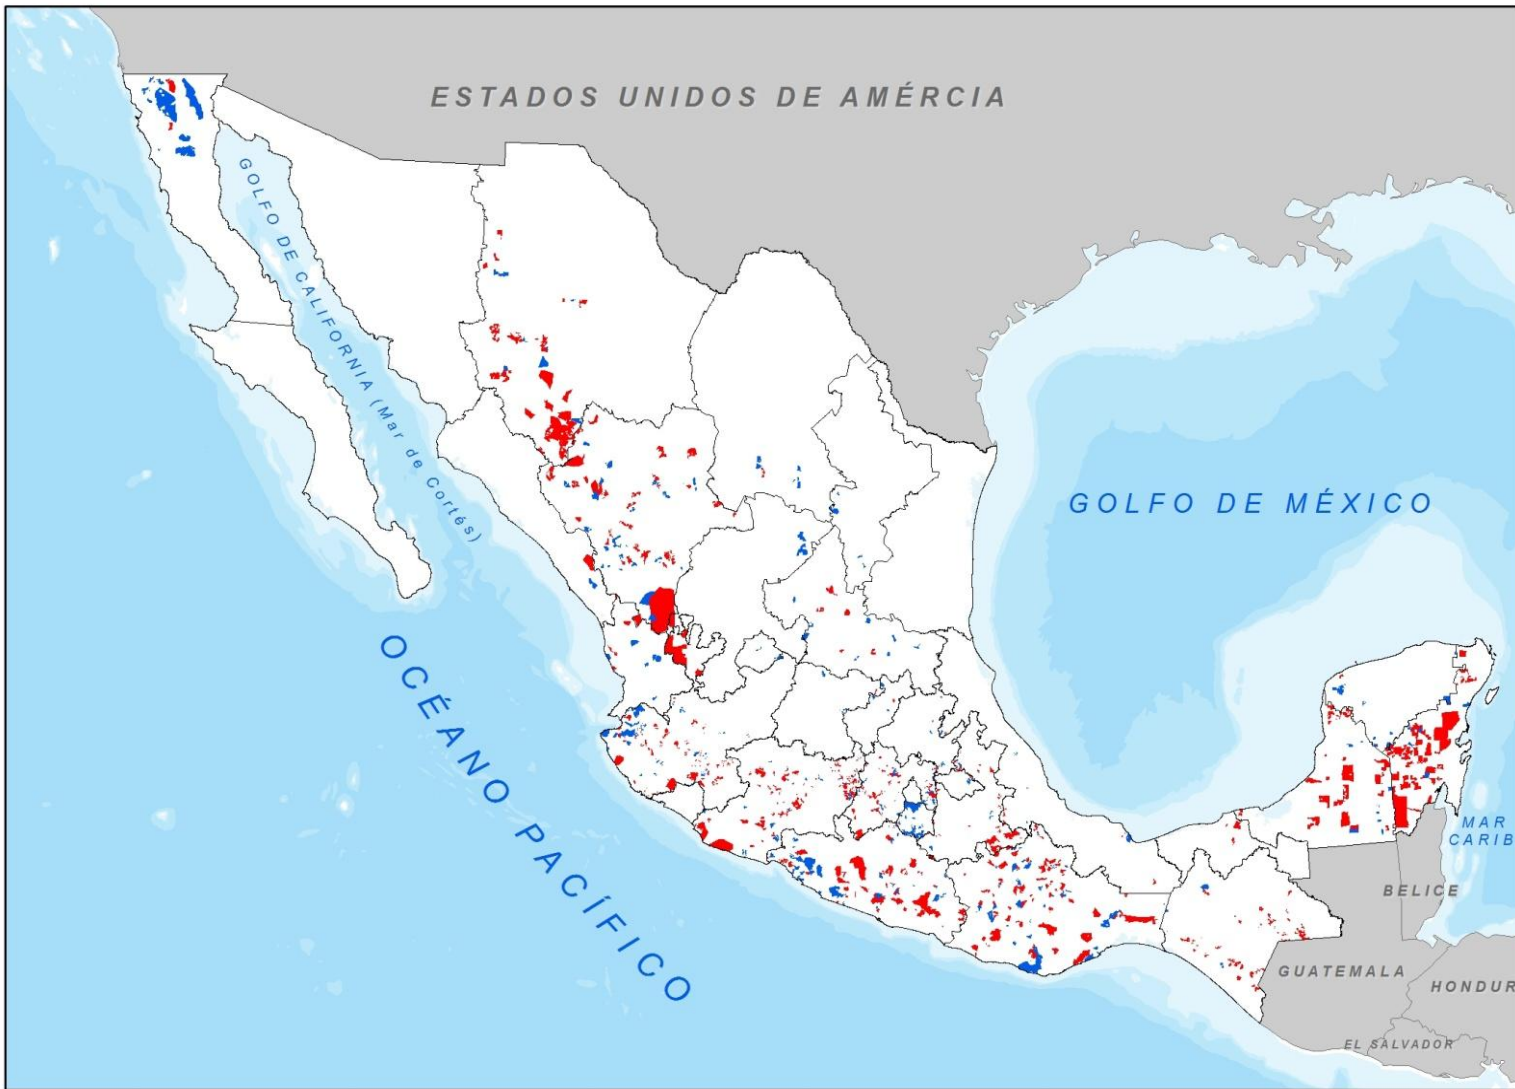 ESTADOS UNIDOS DE AMÉRCIA
GOLFO DE CALIFORNIA (Mar de Cortés)
GOLFO DE MÉXICO
OCÉANO PACÍFICO
MAR
CARIB
BELICE
GUATEMALA
HONDUR
EL SALVADOR